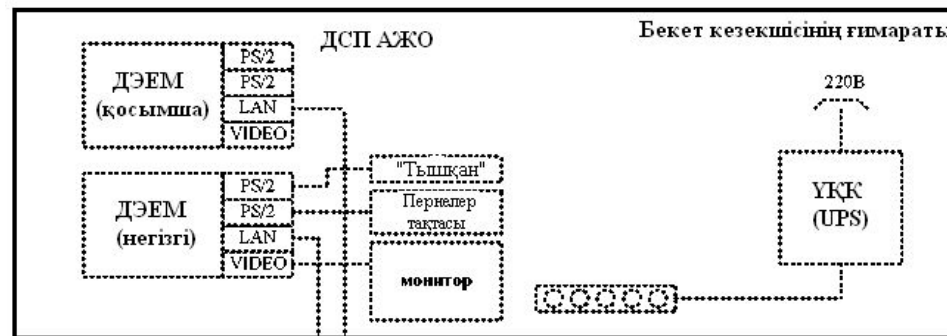 ДСП АЖО
Бекет кезекшісінің ғимараты
ДЭЕМ
(қосымша)
PS/2
PS/2
LAN
VIDEO
220В
ДЭЕМ
(негізгі)
PS/2
PS/2
LAN
VIDEO
"Тышқан"
Пернелер
тақтасы
монитор
ҮҚК
(UPS)